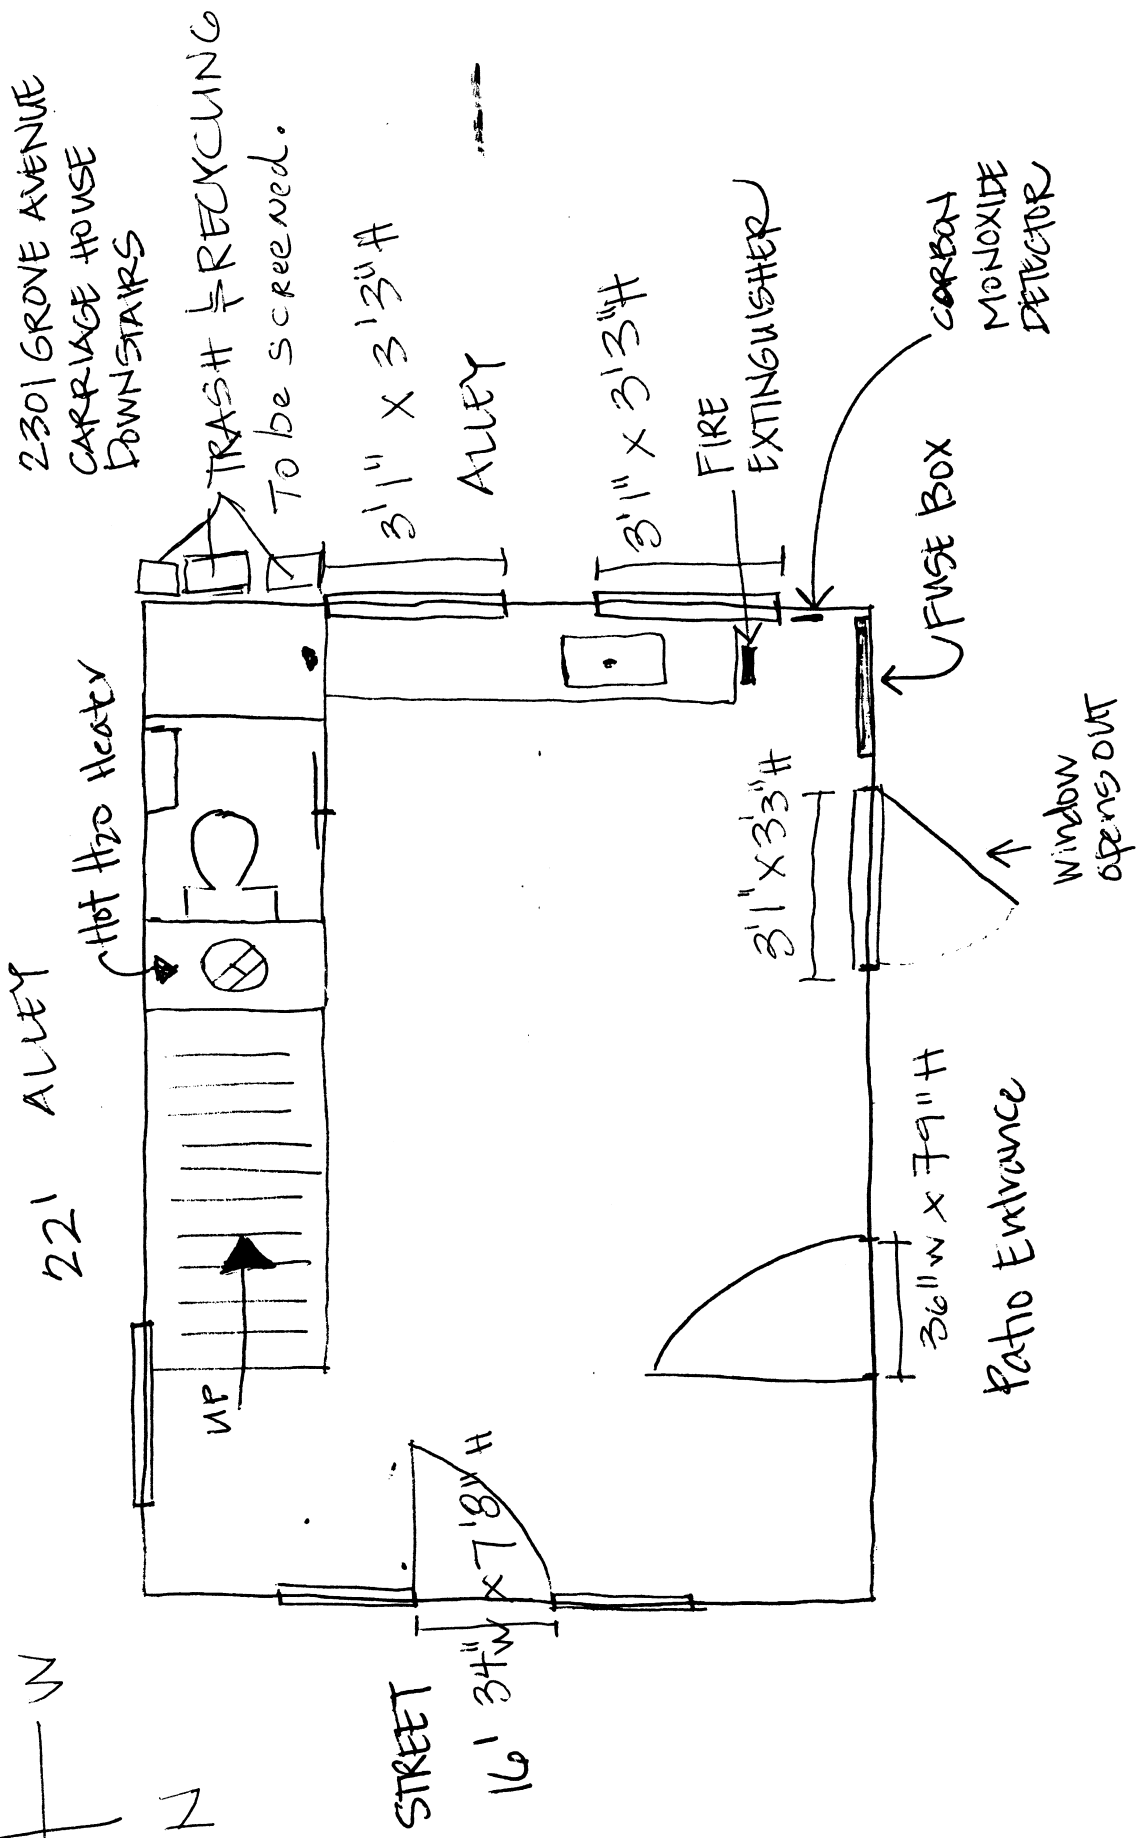 2301 GROVE AVENUE
CARRIAGE HOUSE
DOWNSTAIRS
TRASH & RECYCLING
To be screened.
3'1" X 3'3"H
ALLEY
3'1" X 3'3"H
FIRE
EXTINGUISHER
CARBON
MONOXIDE
DETECTOR
FUSE BOX
22' ALLEY
Hot H20 Heater
UP
3'1" X 3'3"H
Window
opens OUT
36"W X 79"H
Patio Entrance
STREET
16' 34"W X 7'8"H
W
N